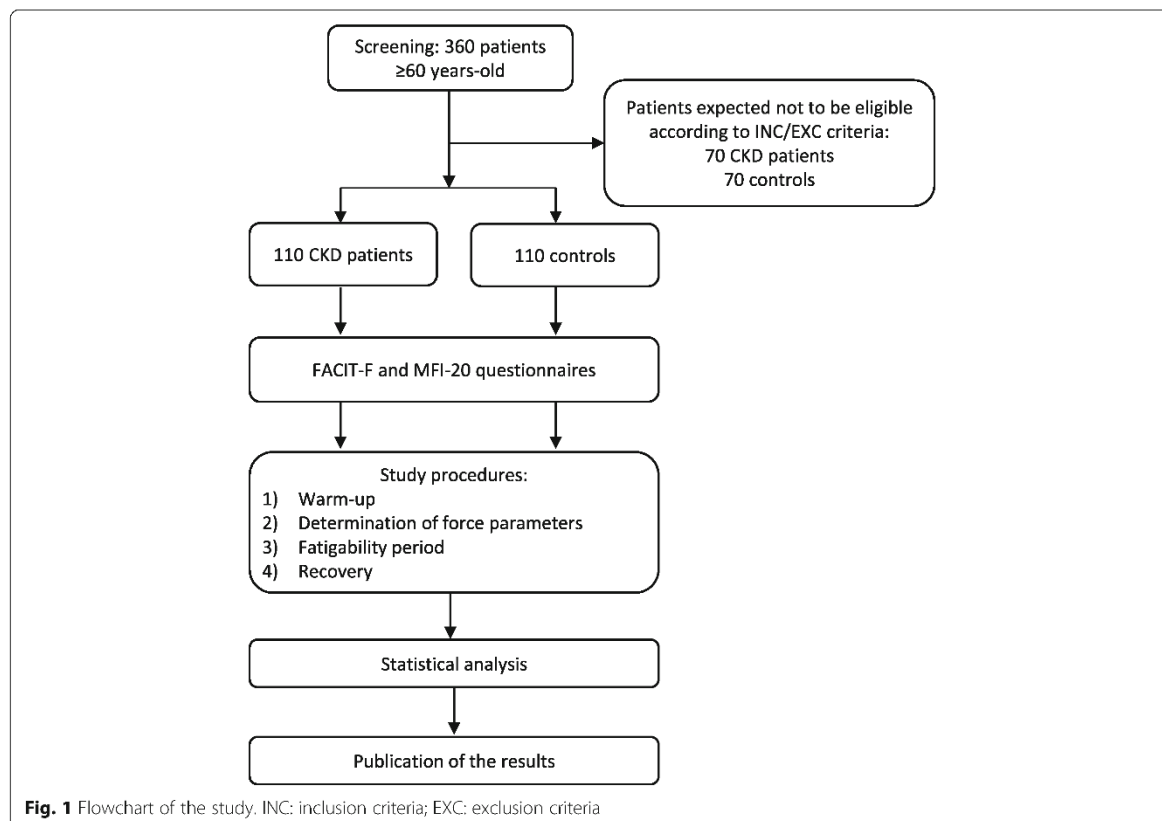 Screening: 360 patients
≥60 years-old
Patients expected not to be eligible
according to INC/EXC criteria:
70 CKD patients
70 controls
110 CKD patients
110 controls
FACIT-F and MFI-20 questionnaires
Study procedures:
1) Warm-up
2) Determination of force parameters
3) Fatigability period
4) Recovery
Statistical analysis
Publication of the results
Fig. 1 Flowchart of the study. INC: inclusion criteria; EXC: exclusion criteria